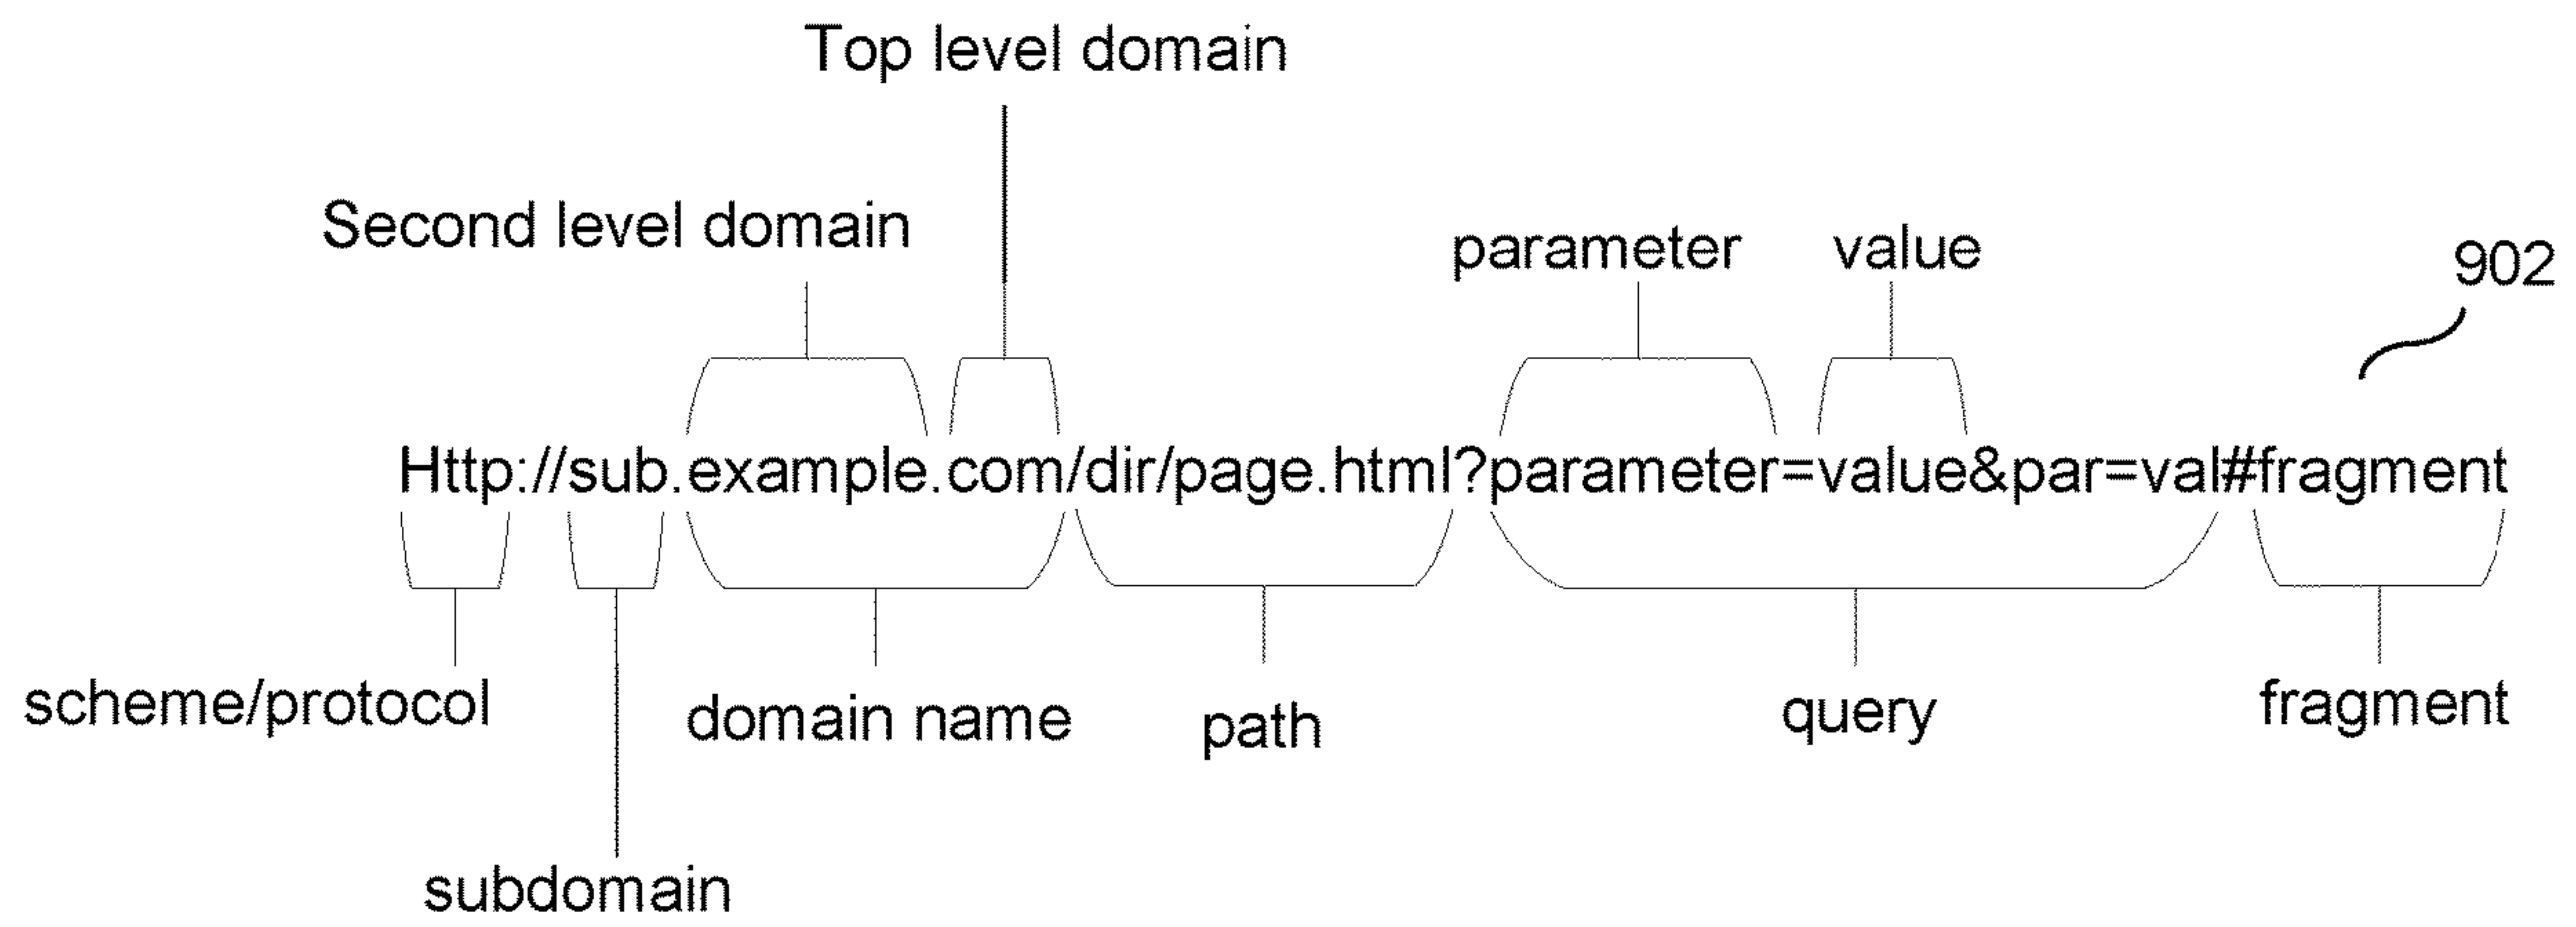 Top level domain
Second level domain
parameter value
902
Http://sub.example.com/dir/page.html?parameter=value&par=val#fragment
scheme/protocol
domain name
path
query
fragment
subdomain